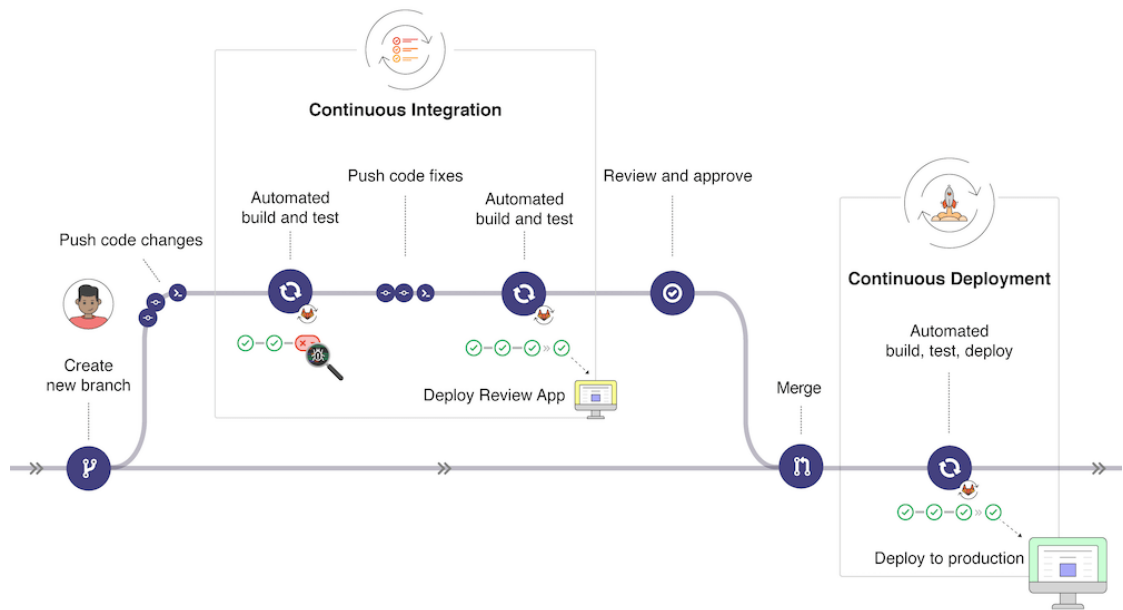 Continuous Integration
Push code fixes
Review and approve
Automated
build and test
Automated
build and test
Push code changes
Continuous Deployment
Automated
build, test, deploy
Create
new branch
Deploy Review App
Merge
Deploy to production